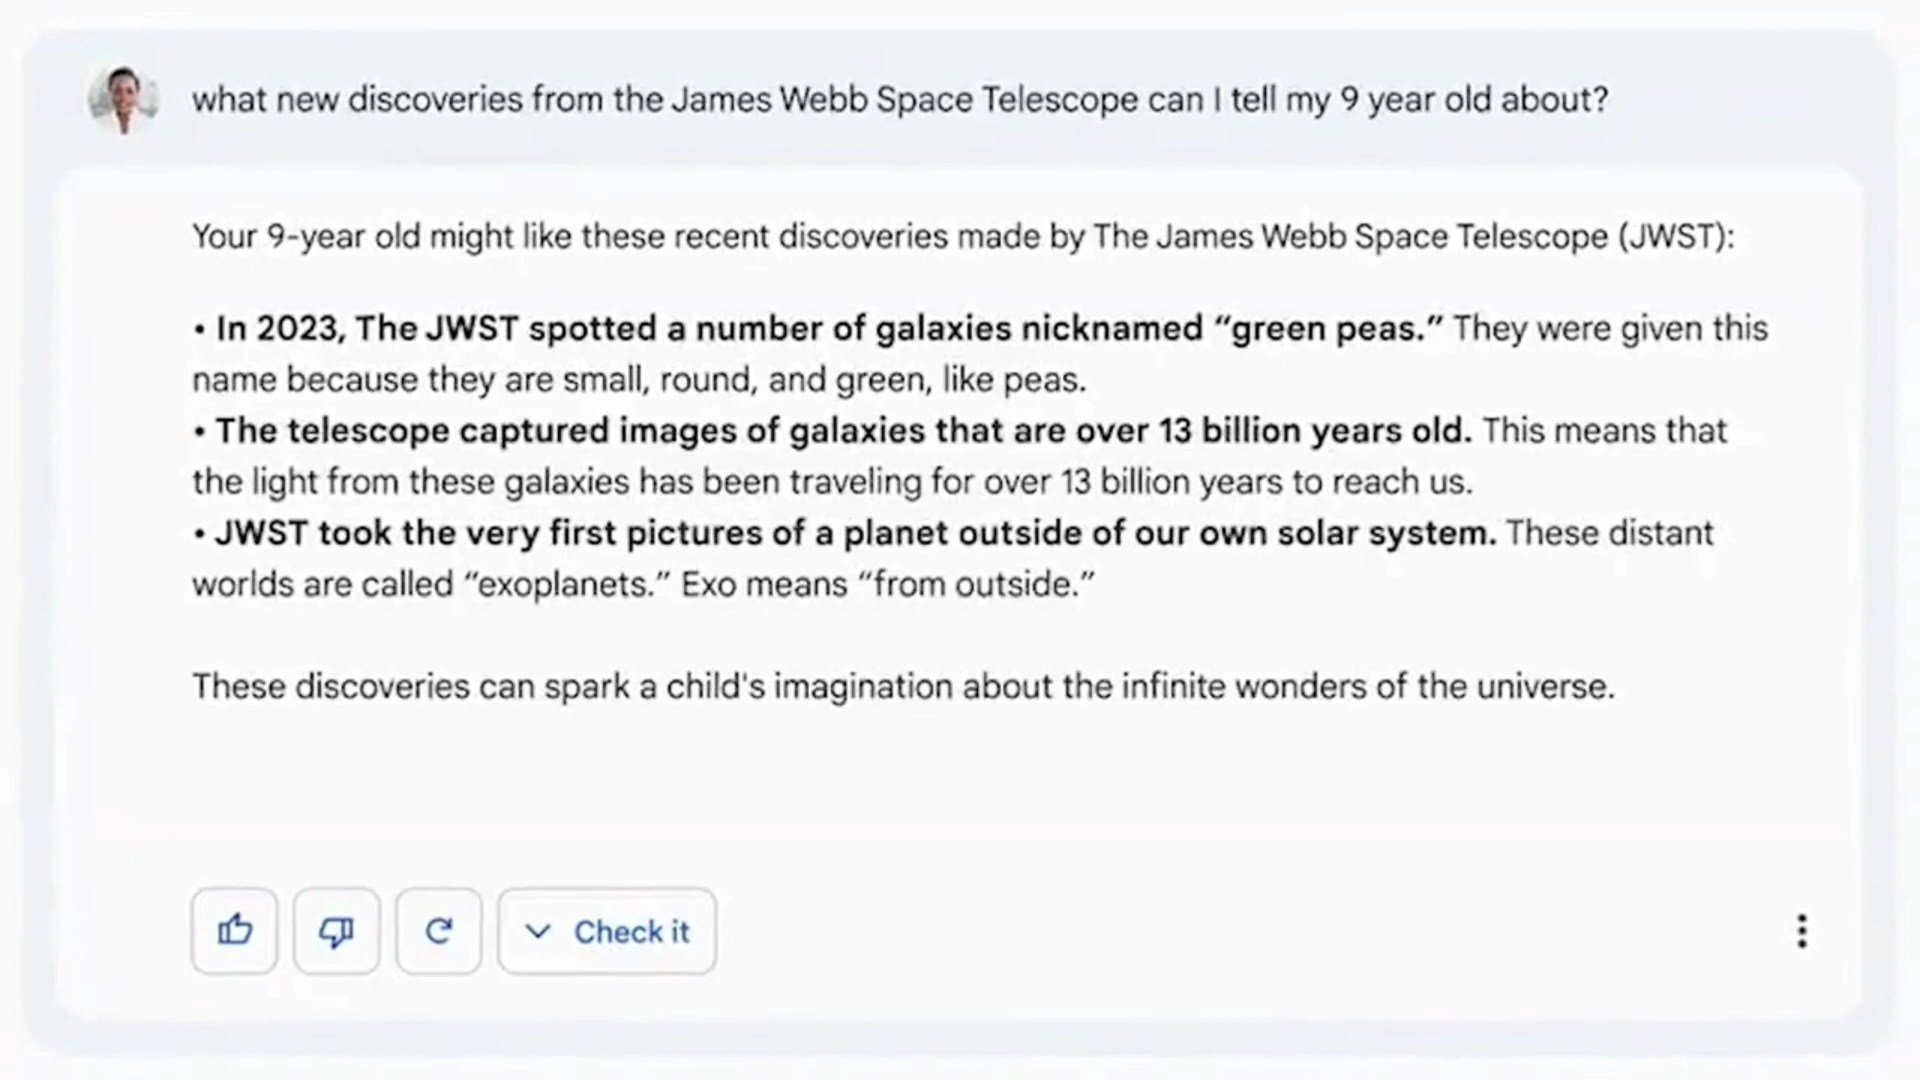 what new discoveries from the James Webb Space Telescope can I tell my 9 year old about?
Your 9-year old might like these recent discoveries made by The James Webb Space Telescope (JWST):
• In 2023, The JWST spotted a number of galaxies nicknamed “green peas.” They were given this
name because they are small, round, and green, like peas.
• The telescope captured images of galaxies that are over 13 billion years old. This means that
the light from these galaxies has been traveling for over 13 billion years to reach us.
• JWST took the very first pictures of a planet outside of our own solar system. These distant
worlds are called “exoplanets.” Exo means “from outside.”
These discoveries can spark a child's imagination about the infinite wonders of the universe.
Check it